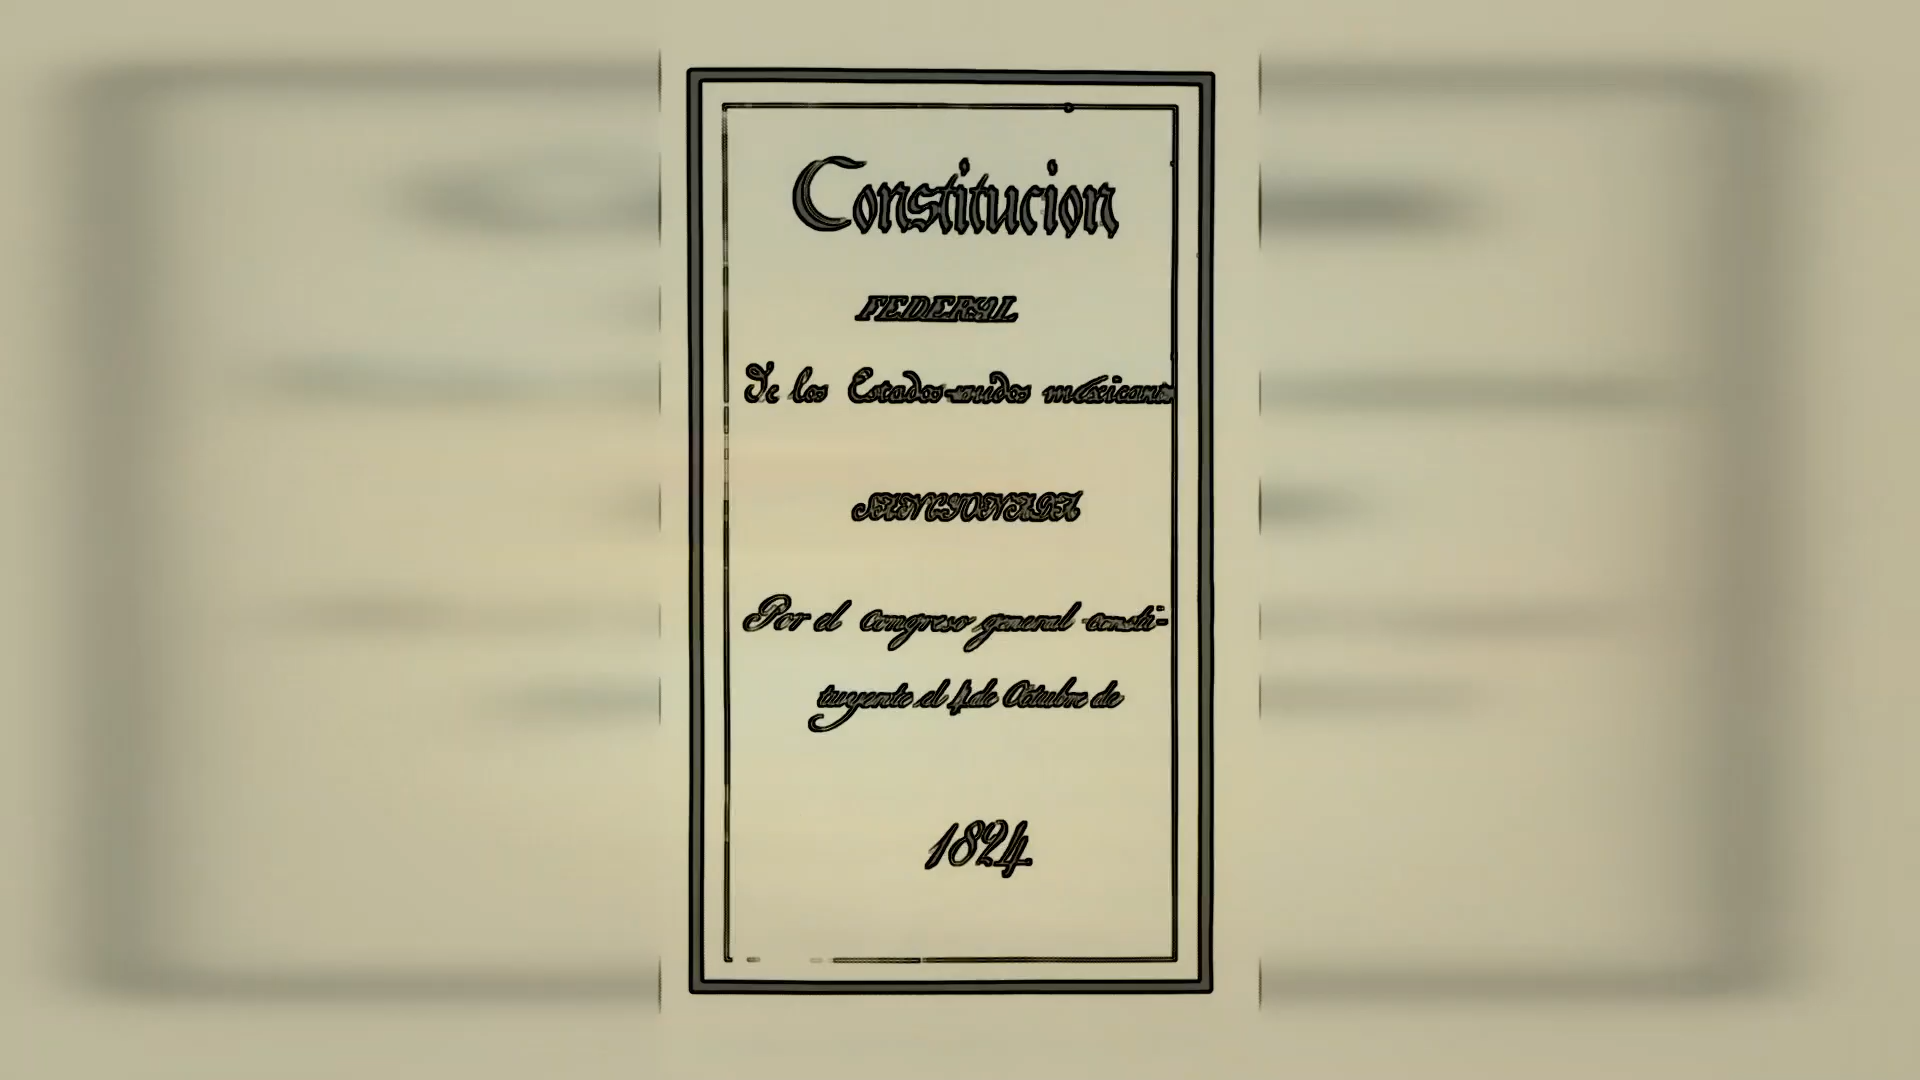 Constitucion
FEDERAL
De los Estados-unidos mexicanos
SANCIONADA
Por el congreso general consti-
tuyente el 4 de Octubre de
1824